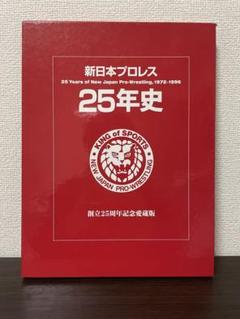 新日本プロレス
25 Years of New Japan Pro-Wrestling, 1972-1996
25年史
KING of SPORTS
NEW JAPAN PRO-WRESTLING
創立25周年記念愛蔵版